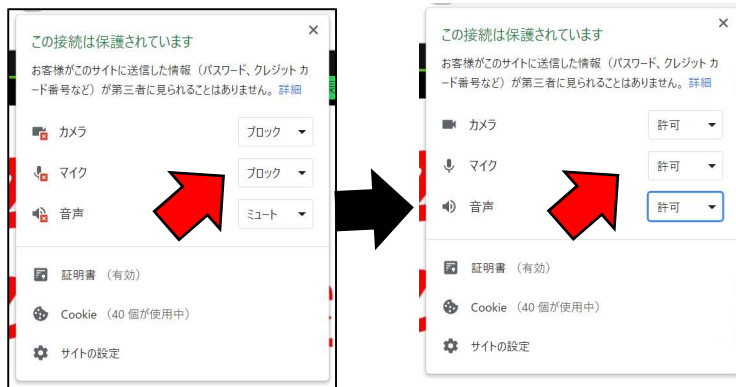 この接続は保護されています
お客様がこのサイトに送信した情報（パスワード、クレジット カ
ード番号など）が第三者に見られることはありません。 詳細
カメラ
ブロック
マイク
ブロック
音声
ミュート
証明書 （有効）
Cookie （40 個が使用中）
サイトの設定
この接続は保護されています
お客様がこのサイトに送信した情報（パスワード、クレジット カ
ード番号など）が第三者に見られることはありません。 詳細
カメラ
許可
マイク
許可
音声
許可
証明書 （有効）
Cookie （40 個が使用中）
サイトの設定